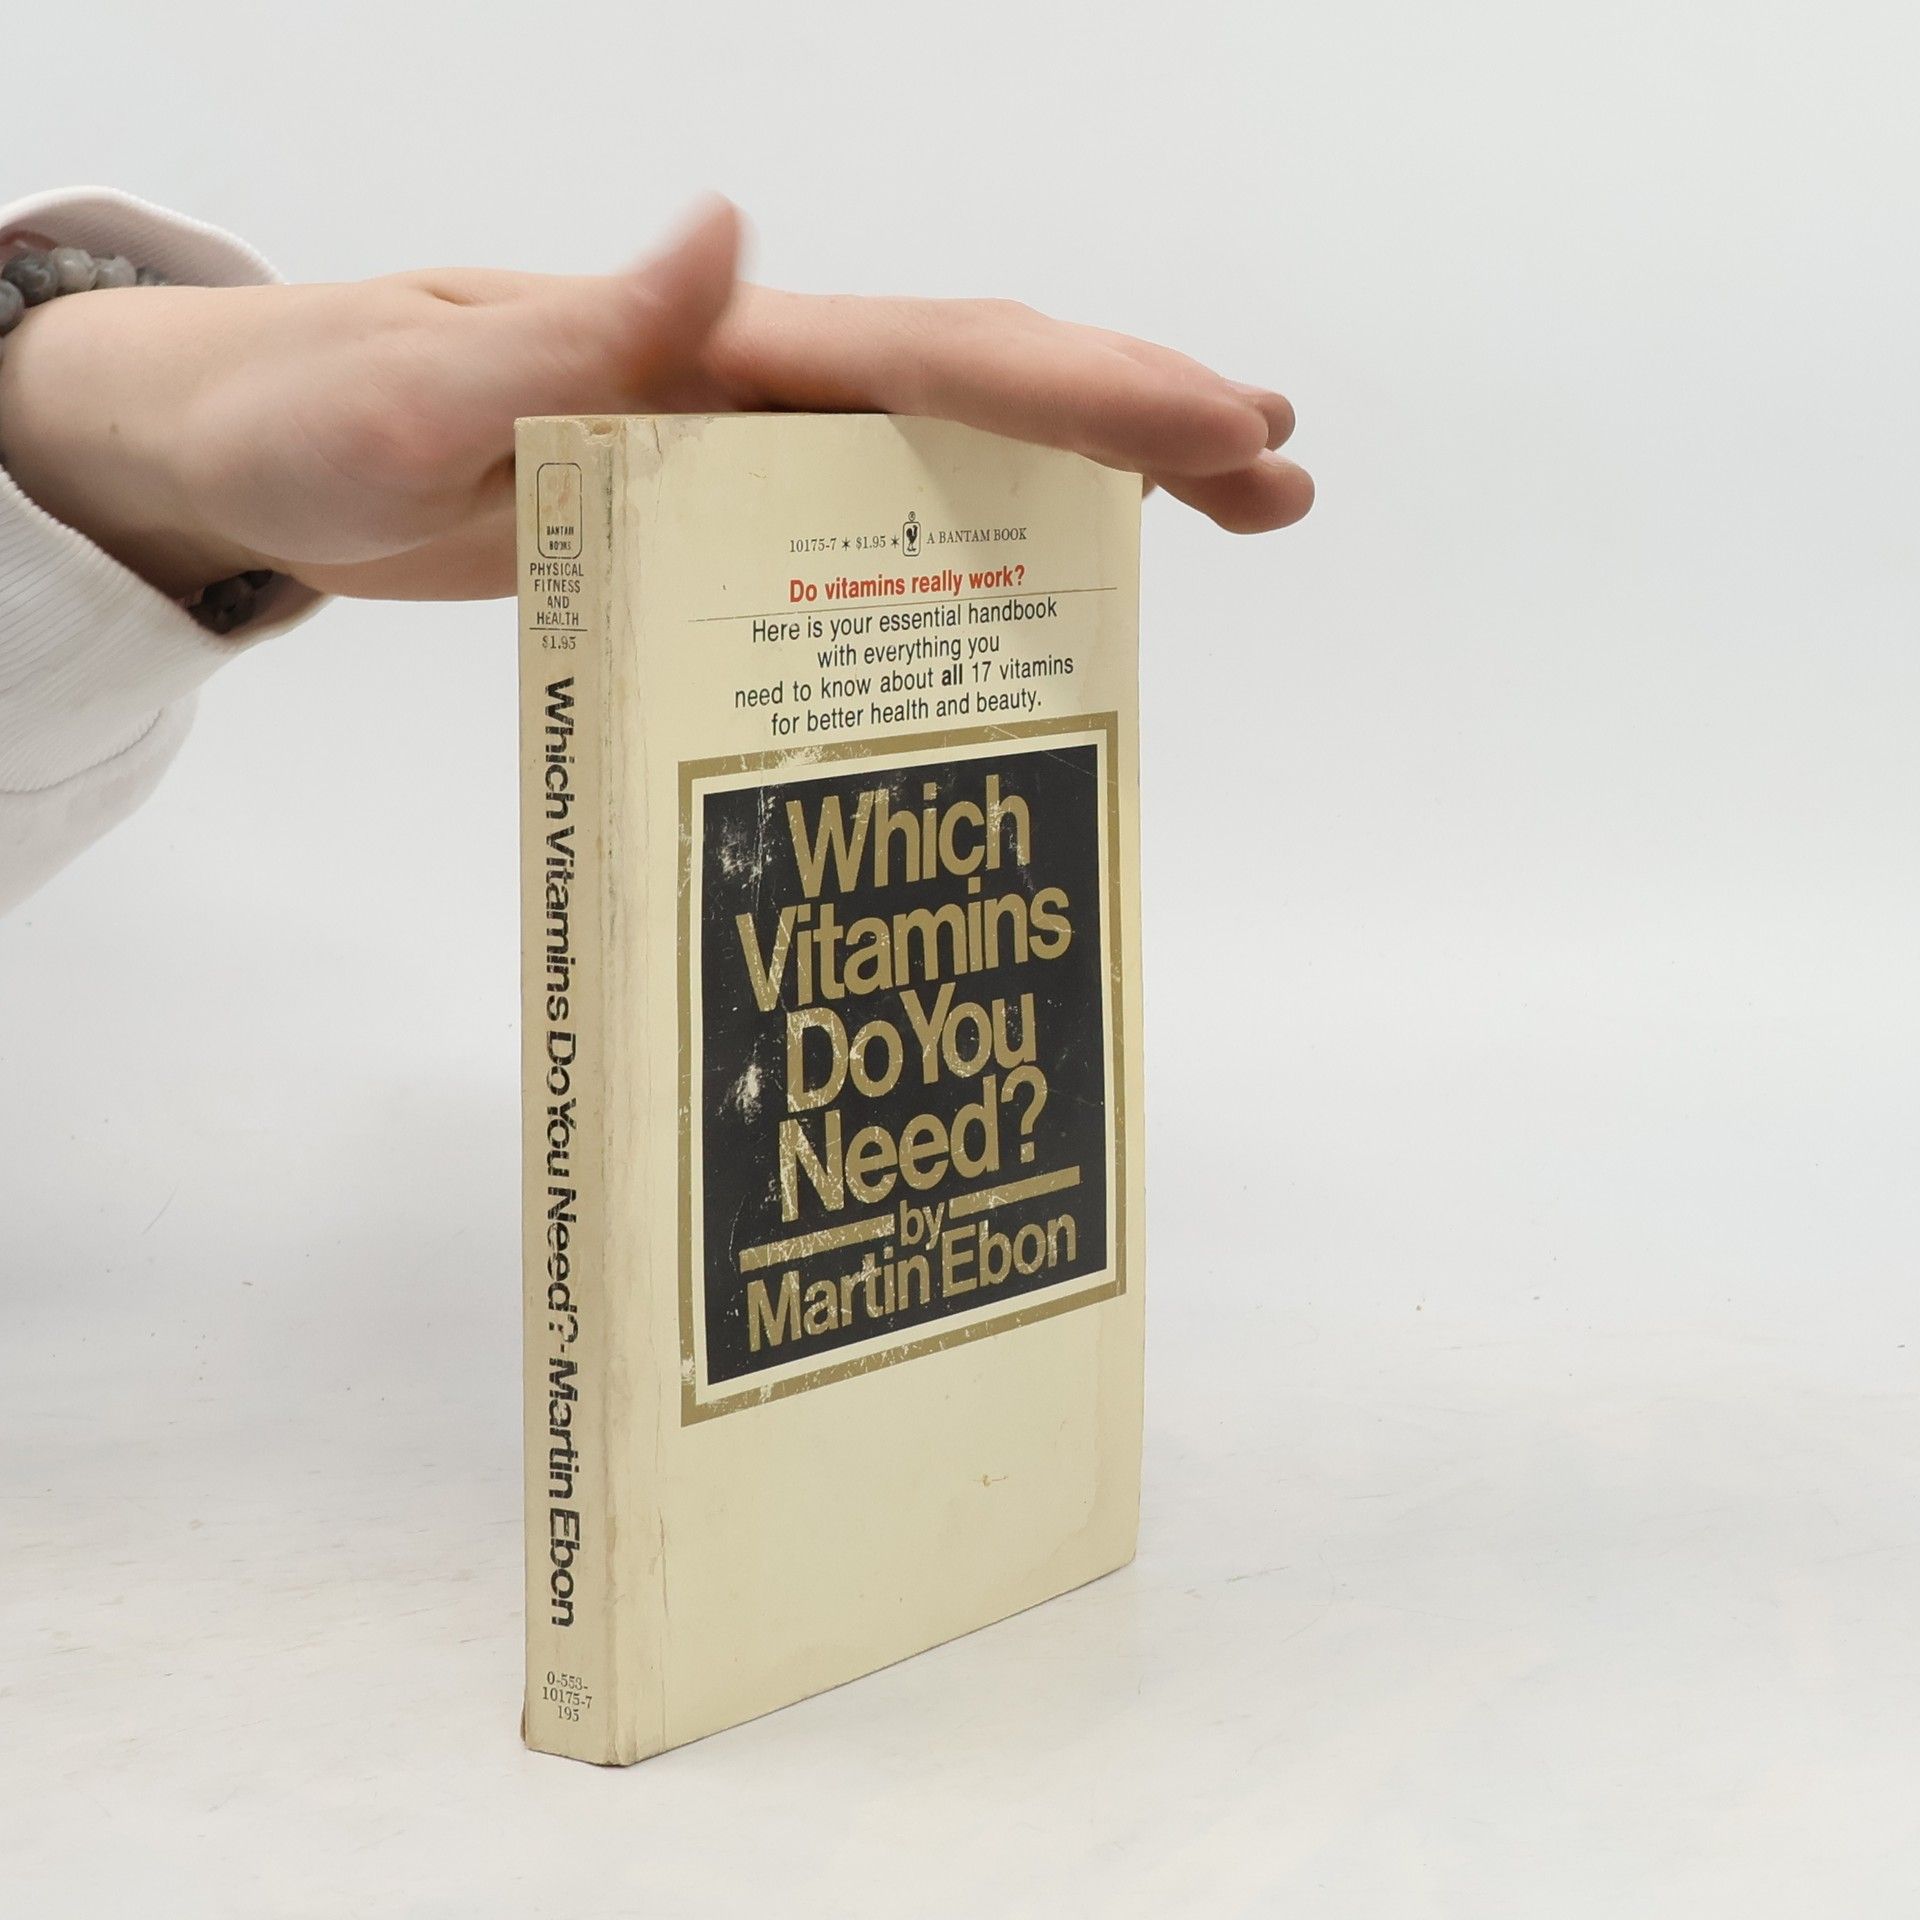 BANTAM
BOOKS
PHYSICAL
FITNESS
AND
HEALTH
$1.95
Which Vitamins Do You Need? · Martin Ebon
0-553-
10175-7
195
10175-7 ★ $1.95 ★ ® A BANTAM BOOK
Do vitamins really work?
Here is your essential handbook
with everything you
need to know about all 17 vitamins
for better health and beauty.
Which
Vitamins
Do You
Need?
by
Martin Ebon